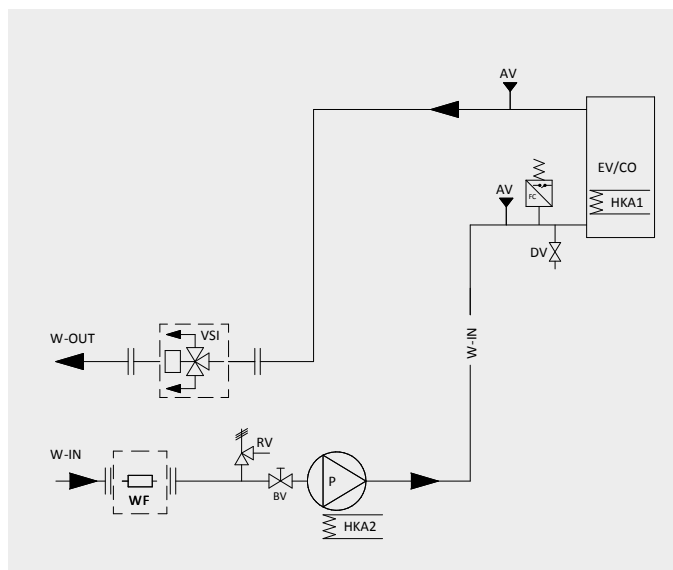 AV
EV/CO
FC
AV
HKA1
DV
W-OUT
VSI
W-IN
W-IN
RV
WF
BV
P
HKA2